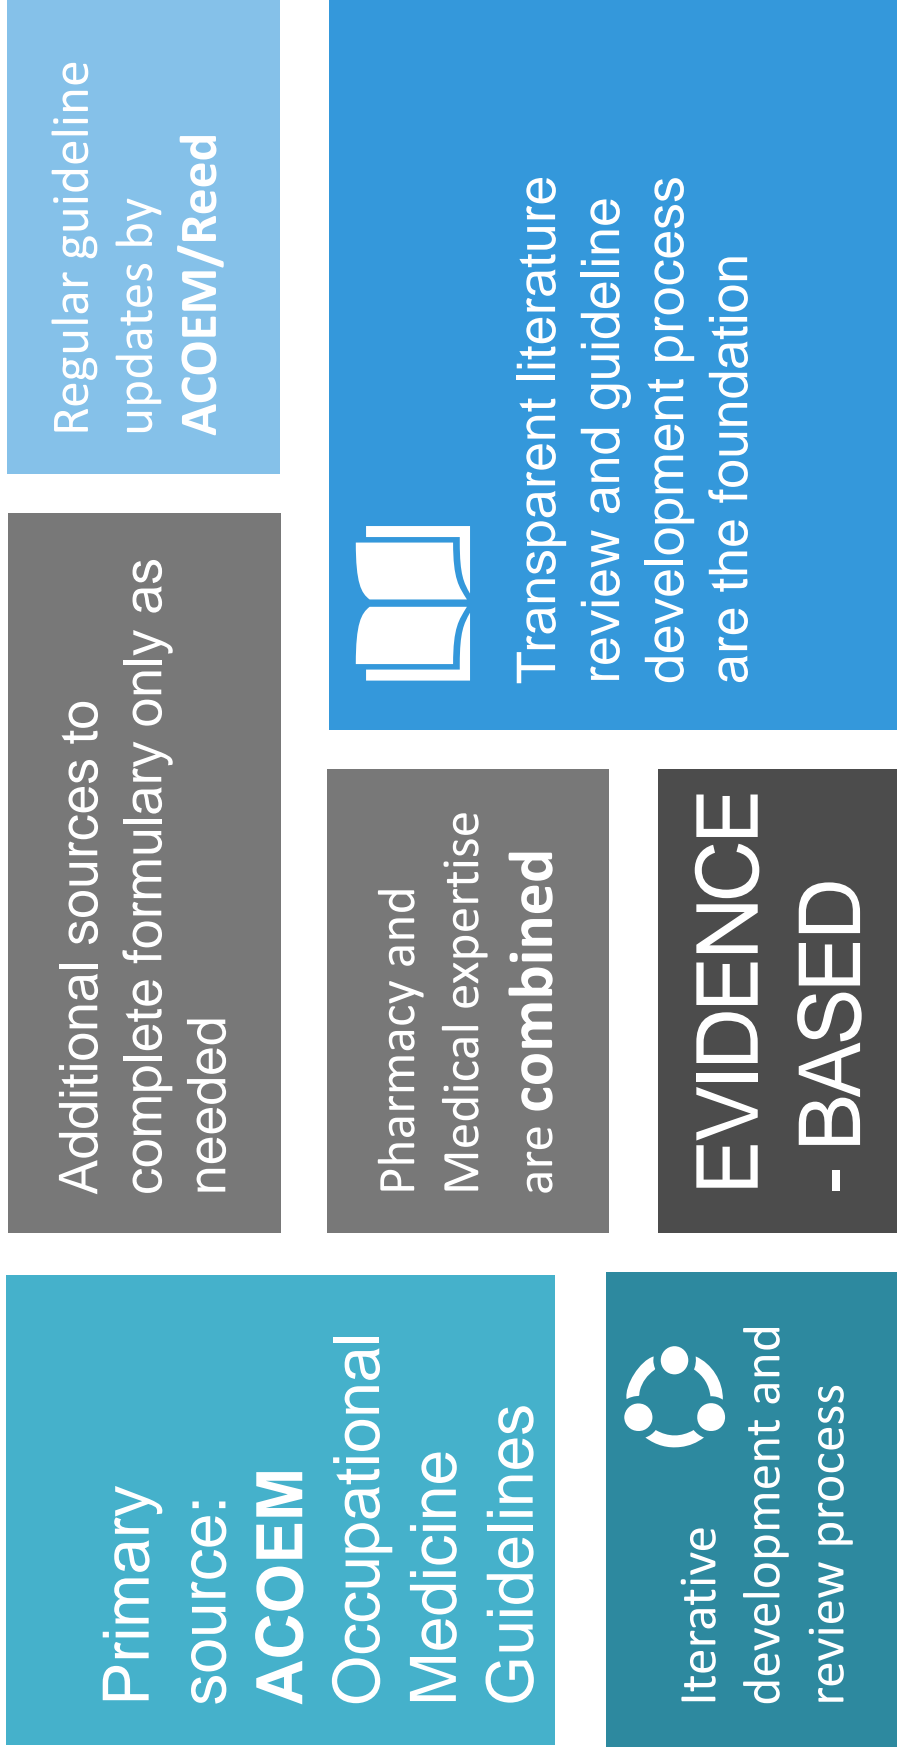 Primary
source:
ACOEM
Occupational
Medicine
Guidelines
Additional sources to
complete formulary only as
needed
Regular guideline
updates by
ACOEM/Reed
Pharmacy and
Medical expertise
are combined
Transparent literature
review and guideline
development process
are the foundation
Iterative
development and
review process
EVIDENCE
- BASED